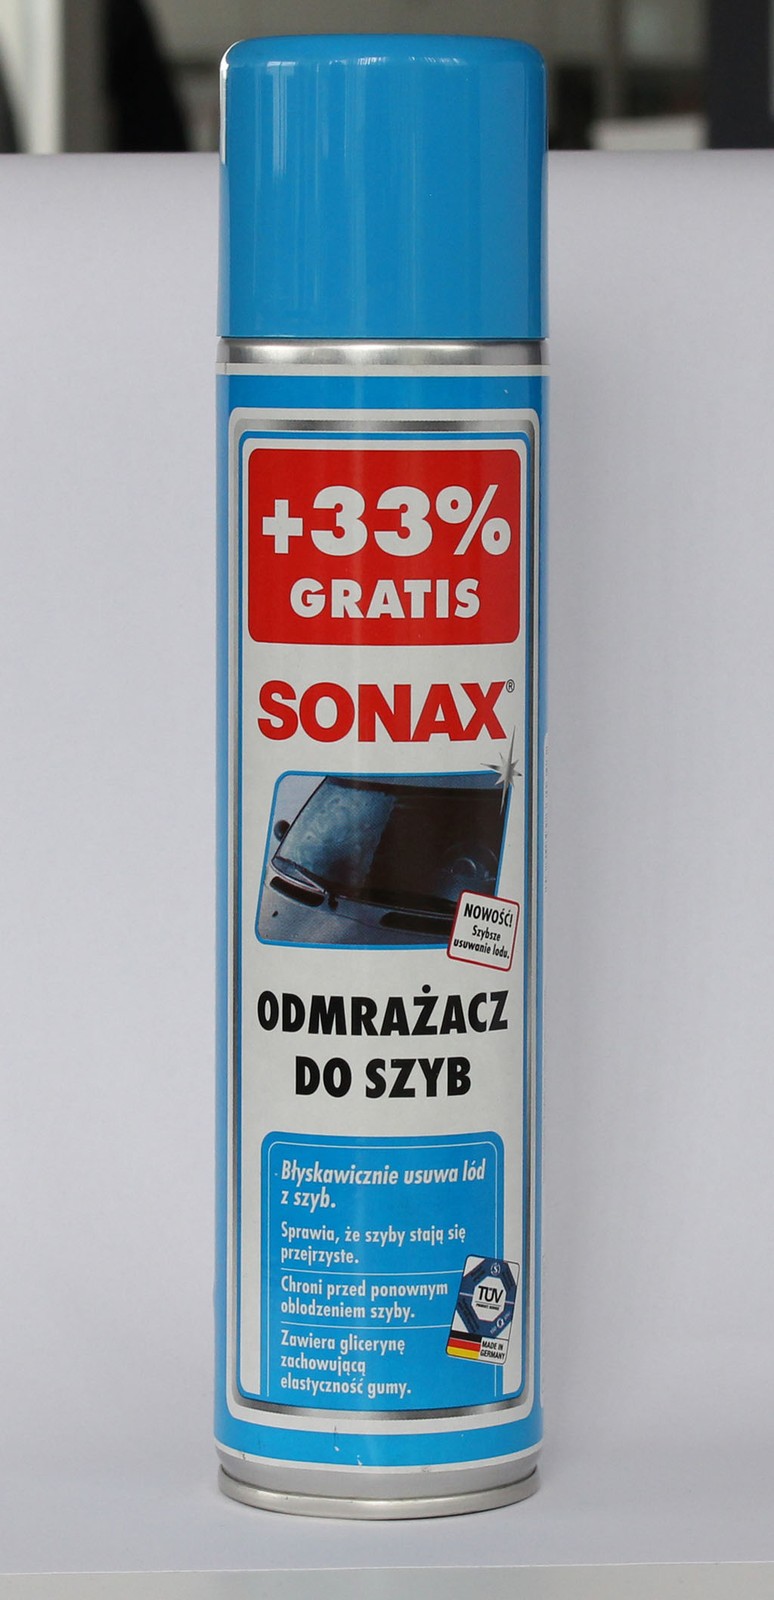 +33%
GRATIS
SONAX®
NOWOŚĆ!
Szybsze
usuwanie lodu.
ODMRAŻACZ
DO SZYB
Błyskawicznie usuwa lód
z szyb.
Sprawia, że szyby stają się
przejrzyste.
Chroni przed ponownym
oblodzeniem szyby.
Zawiera glicerynę
zachowującą
elastyczność gumy.
TÜV
MADE IN
GERMANY